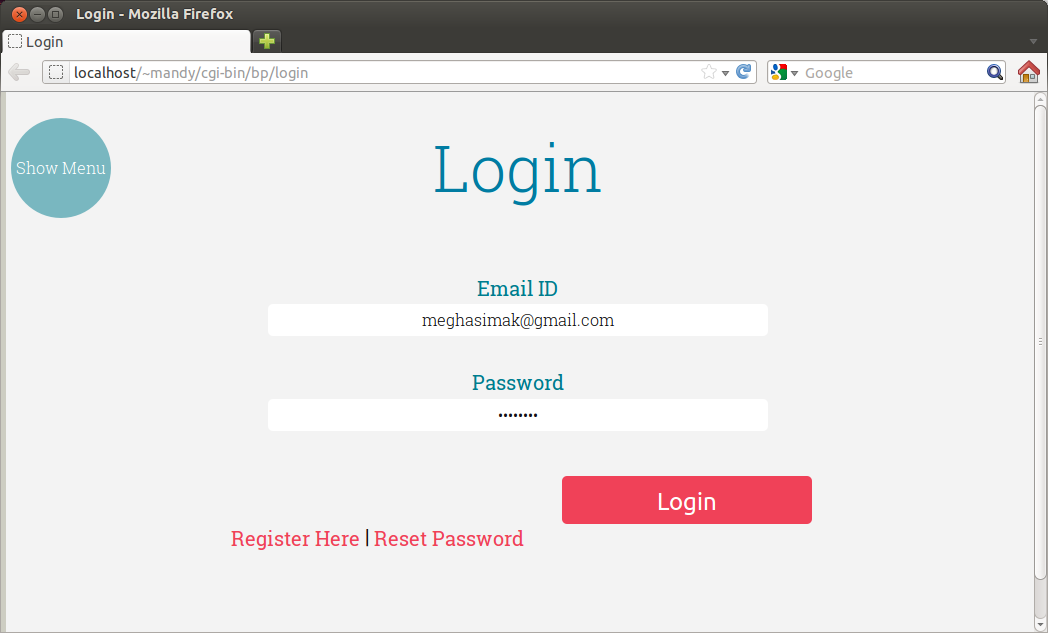 Login - Mozilla Firefox
Login
localhost/~mandy/cgi-bin/bp/login
Google
Show Menu
Login
Email ID
meghasimak@gmail.com
Password
••••••••
Login
Register Here | Reset Password